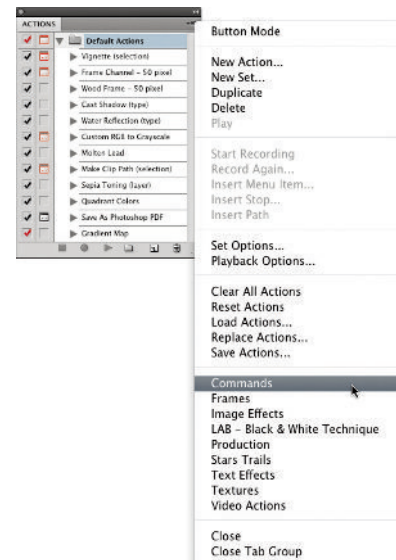 ACTIONS
Default Actions
Vignette (selection)
Frame Channel – 50 pixel
Wood Frame – 50 pixel
Cast Shadow (type)
Water Reflection (type)
Custom RGB to Grayscale
Molten Lead
Make Clip Path (selection)
Sepia Toning (layer)
Quadrant Colors
Save As Photoshop PDF
Gradient Map
Button Mode
New Action...
New Set...
Duplicate
Delete
Play
Start Recording
Record Again...
Insert Menu Item...
Insert Stop...
Insert Path
Set Options...
Playback Options...
Clear All Actions
Reset Actions
Load Actions...
Replace Actions...
Save Actions...
Commands
Frames
Image Effects
LAB – Black & White Technique
Production
Stars Trails
Text Effects
Textures
Video Actions
Close
Close Tab Group